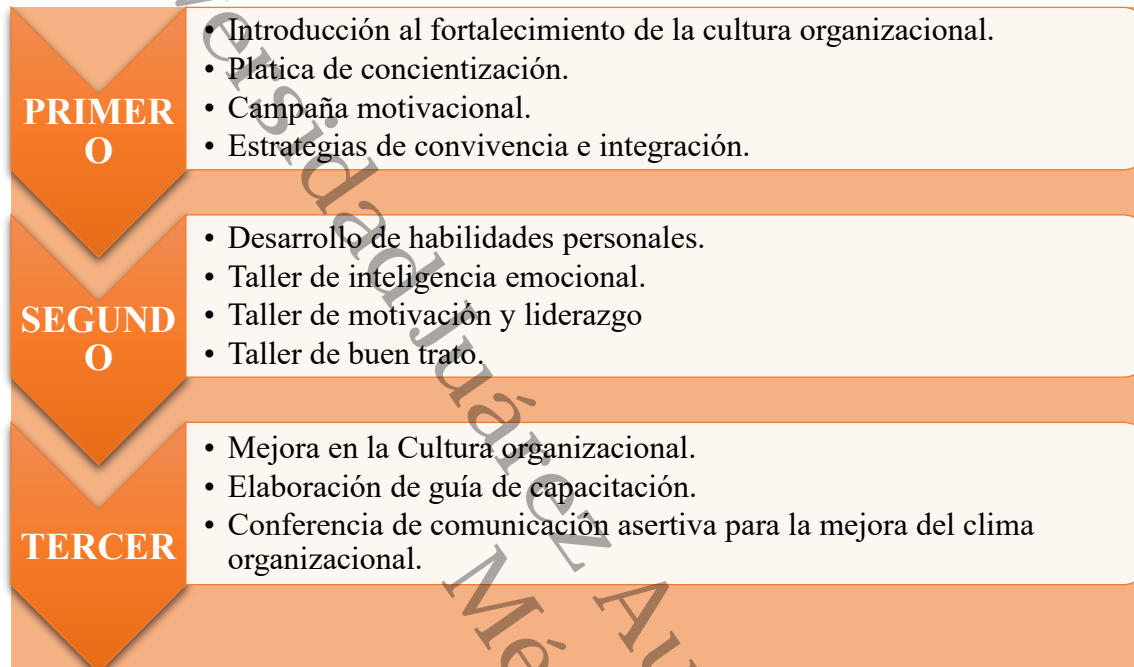 PRIMER
O
• Introducción al fortalecimiento de la cultura organizacional.
• Platica de concientización.
• Campaña motivacional.
• Estrategias de convivencia e integración.
SEGUND
O
• Desarrollo de habilidades personales.
• Taller de inteligencia emocional.
• Taller de motivación y liderazgo
• Taller de buen trato.
TERCER
• Mejora en la Cultura organizacional.
• Elaboración de guía de capacitación.
• Conferencia de comunicación asertiva para la mejora del clima
organizacional.
Juárez